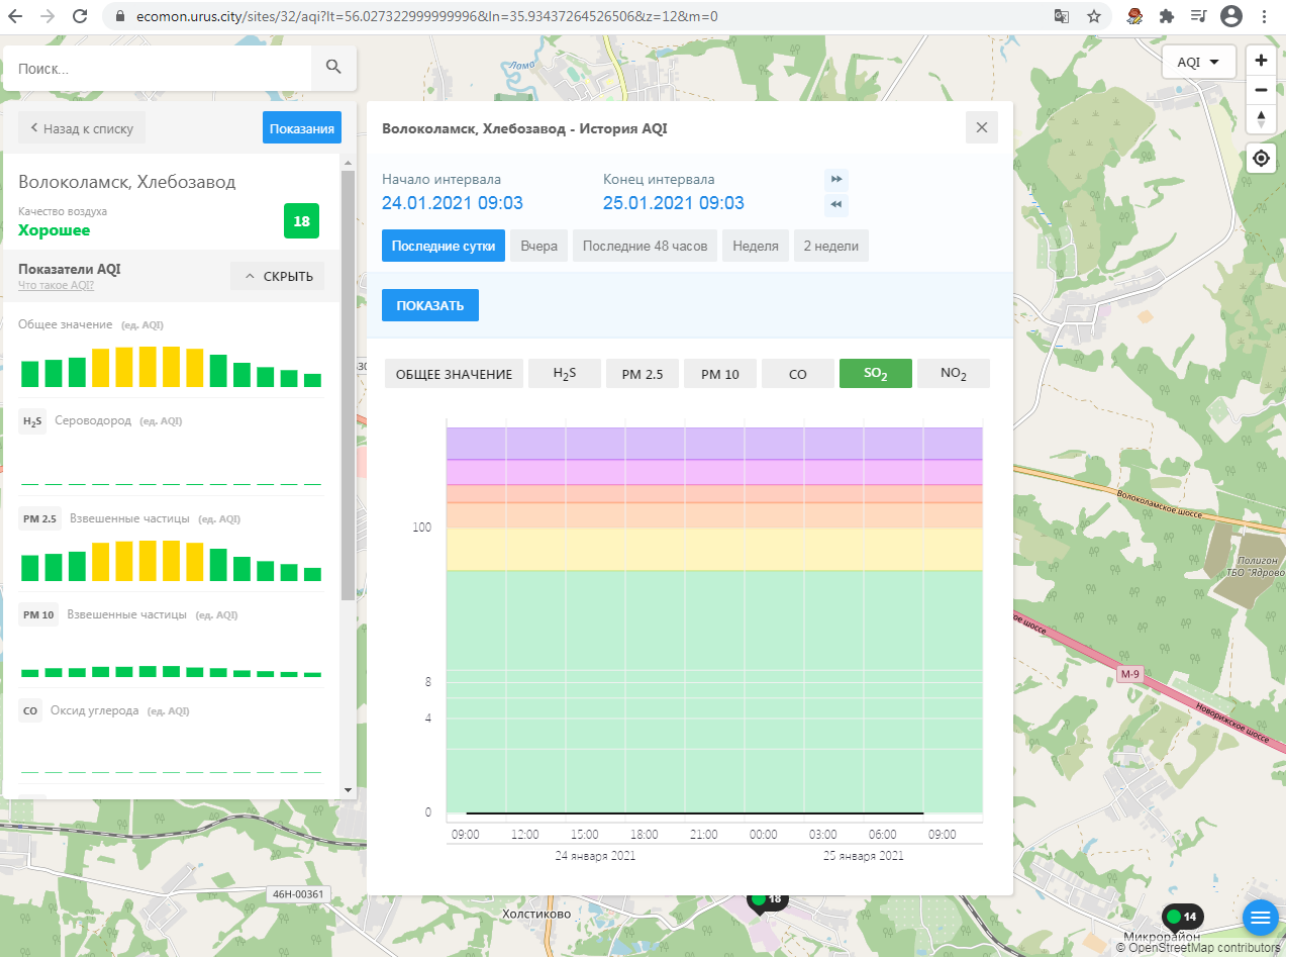 ecomon.urus.city/sites/32/aqi?lt=56.027322999999996&ln=35.93437264526506&z=12&m=0
Поиск...
AQI
Назад к списку
Показания
Волоколамск, Хлебозавод - История AQI
Волоколамск, Хлебозавод
Качество воздуха
Хорошее
18
Начало интервала
Конец интервала
24.01.2021 09:03
25.01.2021 09:03
Последние сутки
Вчера
Последние 48 часов
Неделя
2 недели
Показатели AQI
Что такое AQI?
СКРЫТЬ
ПОКАЗАТЬ
Общее значение (ед. AQI)
ОБЩЕЕ ЗНАЧЕНИЕ
H2S
PM 2.5
PM 10
CO
SO2
NO2
H2S Сероводород (ед. AQI)
PM 2.5 Взвешенные частицы (ед. AQI)
PM 10 Взвешенные частицы (ед. AQI)
CO Оксид углерода (ед. AQI)
100
8
4
0
09:00 12:00 15:00 18:00 21:00 00:00 03:00 06:00 09:00
24 января 2021
25 января 2021
Лама
Волоколамское шоссе
Полигон
ТБО "Ядрово
М-9
Новорижское шоссе
46Н-00361
Холстиково
18
14
Микрорайон
© OpenStreetMap contributors